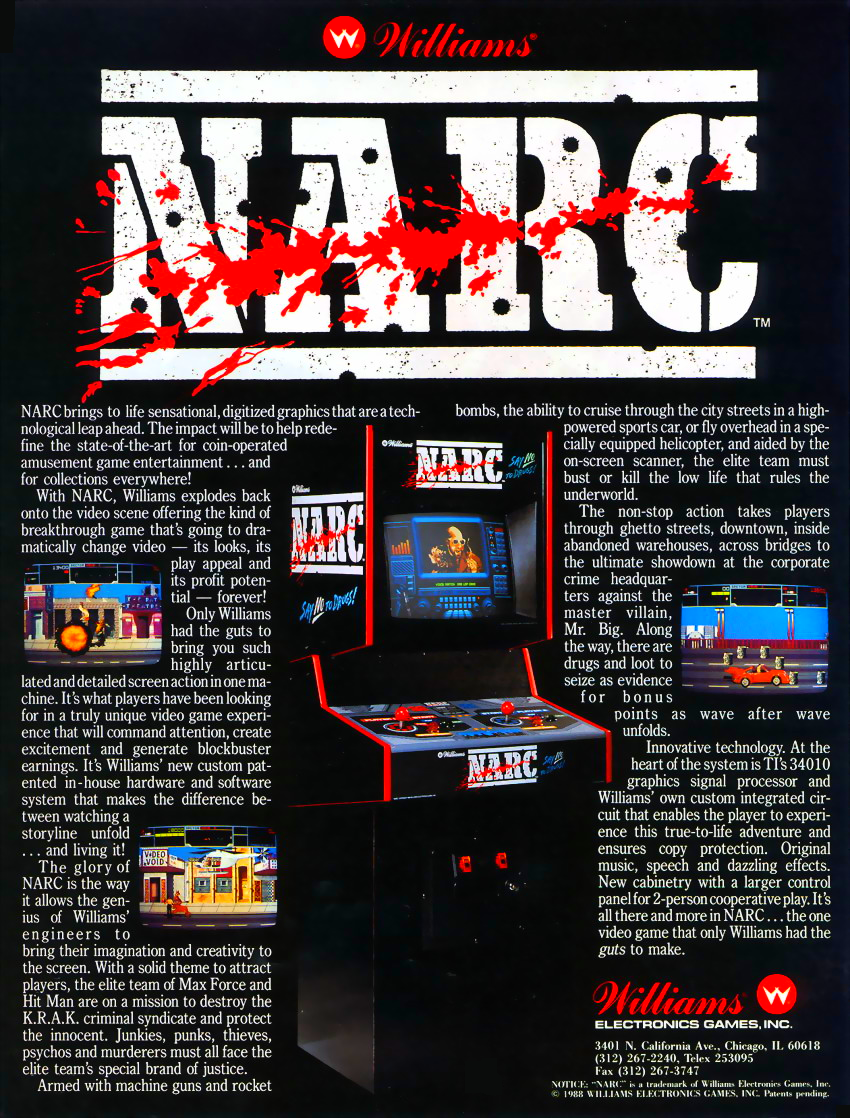 Williams
NARC
TM
NARC brings to life sensational, digitized graphics that are a tech-
nological leap ahead. The impact will be to help rede-
fine the state-of-the-art for coin-operated
amusement game entertainment . . . and
for collections everywhere!
With NARC, Williams explodes back
onto the video scene offering the kind of
breakthrough game that's going to dra-
matically change video — its looks, its
play appeal and
its profit poten-
tial — forever!
Only Williams
had the guts to
bring you such
highly articu-
lated and detailed screen action in one ma-
chine. It's what players have been looking
for in a truly unique video game experi-
ence that will command attention, create
excitement and generate blockbuster
earnings. It's Williams' new custom pat-
ented in-house hardware and software
system that makes the difference be-
tween watching a
storyline unfold
. . . and living it!
The glory of
NARC is the way
it allows the gen-
ius of Williams'
engineers to
bring their imagination and creativity to
the screen. With a solid theme to attract
players, the elite team of Max Force and
Hit Man are on a mission to destroy the
K.R.A.K. criminal syndicate and protect
the innocent. Junkies, punks, thieves,
psychos and murderers must all face the
elite team's special brand of justice.
Armed with machine guns and rocket
VIDEO
VOID
Williams
NARC
SAY NO
TO DRUGS!
Williams
NARC
SAY NO TO DRUGS!
Williams
NARC
bombs, the ability to cruise through the city streets in a high-
powered sports car, or fly overhead in a spe-
cially equipped helicopter, and aided by the
on-screen scanner, the elite team must
bust or kill the low life that rules the
underworld.
The non-stop action takes players
through ghetto streets, downtown, inside
abandoned warehouses, across bridges to
the ultimate showdown at the corporate
crime headquar-
ters against the
master villain,
Mr. Big. Along
the way, there are
drugs and loot to
seize as evidence
for bonus
points as wave after wave
unfolds.
Innovative technology. At the
heart of the system is TI's 34010
graphics signal processor and
Williams' own custom integrated cir-
cuit that enables the player to experi-
ence this true-to-life adventure and
ensures copy protection. Original
music, speech and dazzling effects.
New cabinetry with a larger control
panel for 2-person cooperative play. It's
all there and more in NARC . . . the one
video game that only Williams had the
guts to make.
Williams
ELECTRONICS GAMES, INC.
3401 N. California Ave., Chicago, IL 60618
(312) 267-2240, Telex 253095
Fax (312) 267-3747
NOTICE: "NARC" is a trademark of Williams Electronics Games, Inc.
© 1988 WILLIAMS ELECTRONICS GAMES, INC. Patents pending.